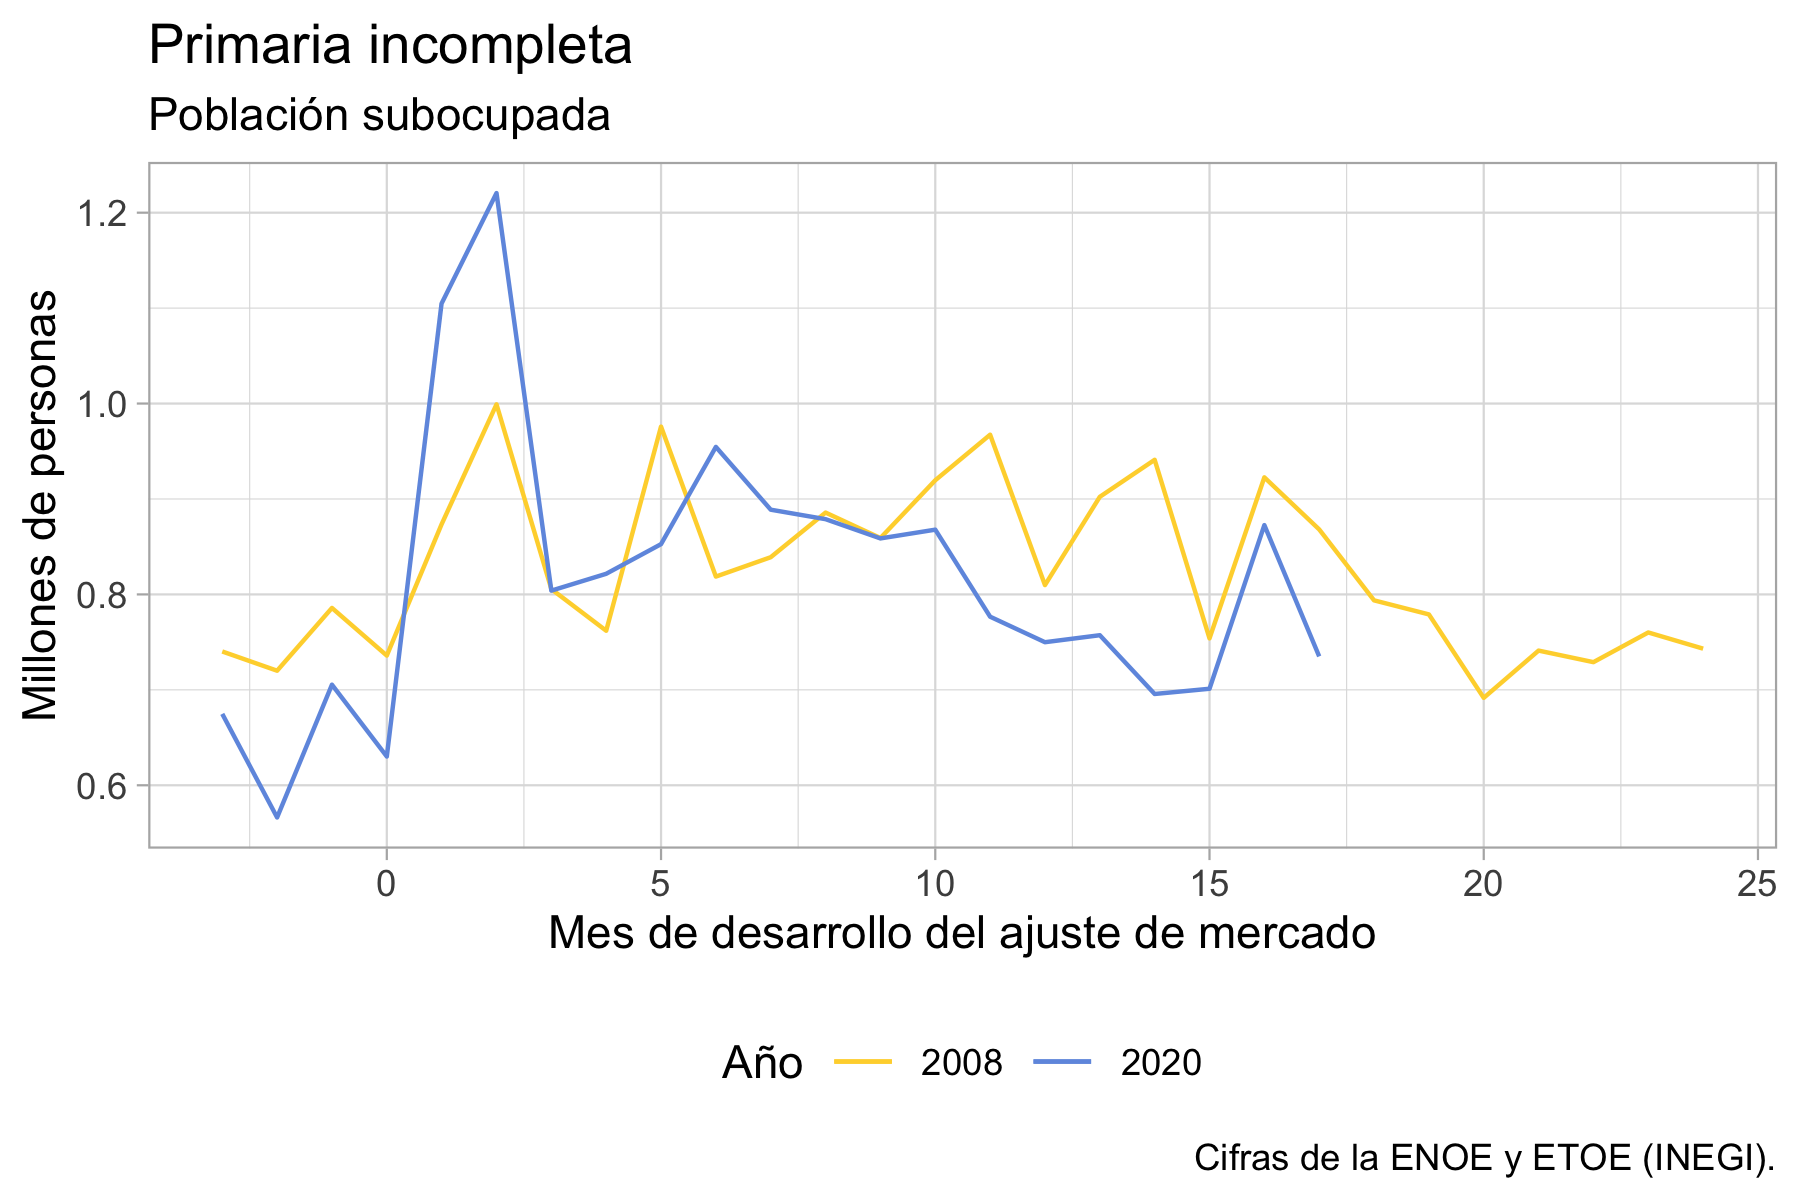 Primaria incompleta
Población subocupada
Millones de personas
1.2
1.0
0.8
0.6
0 5 10 15 20 25
Mes de desarrollo del ajuste de mercado
Año 2008 2020
Cifras de la ENOE y ETOE (INEGI).